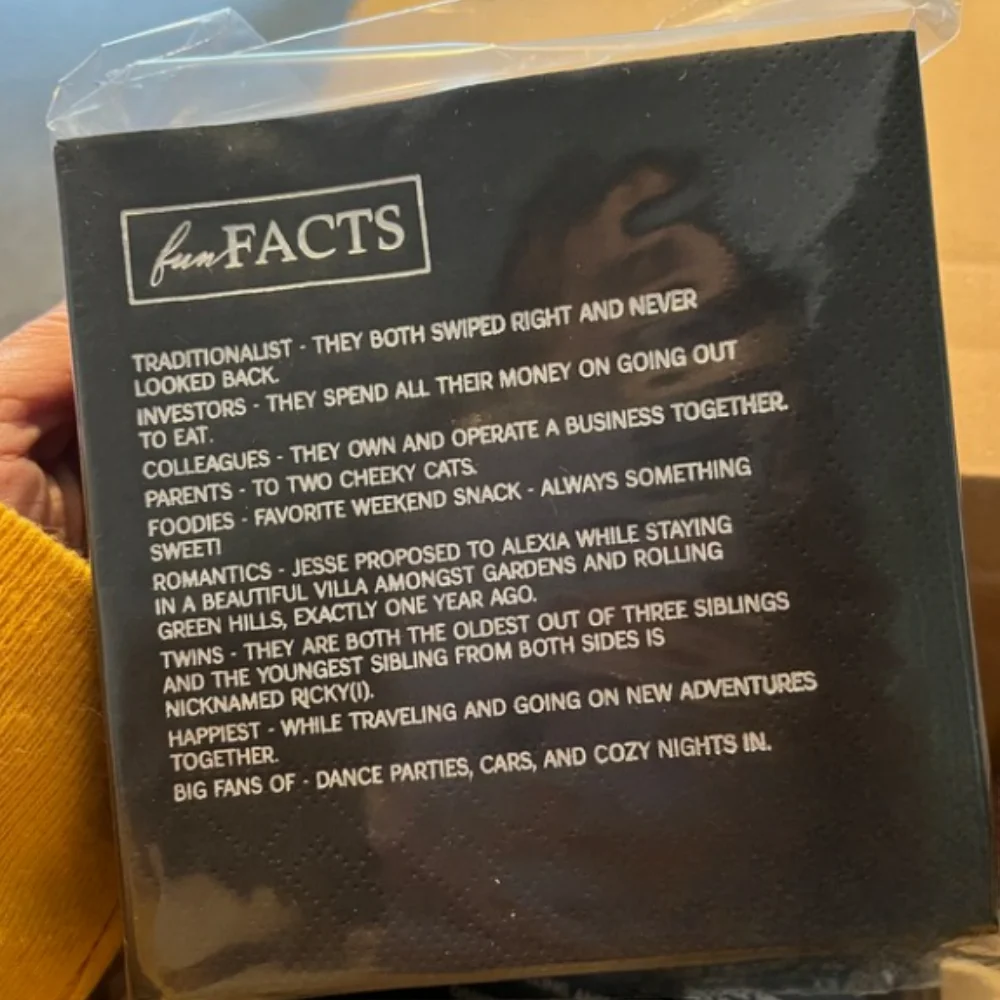 fun FACTS
TRADITIONALIST - THEY BOTH SWIPED RIGHT AND NEVER
LOOKED BACK.
INVESTORS - THEY SPEND ALL THEIR MONEY ON GOING OUT
TO EAT.
COLLEAGUES - THEY OWN AND OPERATE A BUSINESS TOGETHER.
PARENTS - TO TWO CHEEKY CATS.
FOODIES - FAVORITE WEEKEND SNACK - ALWAYS SOMETHING
SWEET!
ROMANTICS - JESSE PROPOSED TO ALEXIA WHILE STAYING
IN A BEAUTIFUL VILLA AMONGST GARDENS AND ROLLING
GREEN HILLS, EXACTLY ONE YEAR AGO.
TWINS - THEY ARE BOTH THE OLDEST OUT OF THREE SIBLINGS
AND THE YOUNGEST SIBLING FROM BOTH SIDES IS
NICKNAMED RICKY(I).
HAPPIEST - WHILE TRAVELING AND GOING ON NEW ADVENTURES
TOGETHER.
BIG FANS OF - DANCE PARTIES, CARS, AND COZY NIGHTS IN.